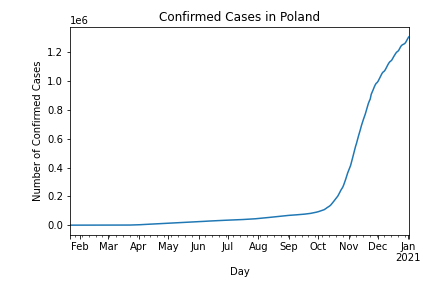 Confirmed Cases in Poland
1e6
Number of Confirmed Cases
1.2
1.0
0.8
0.6
0.4
0.2
0.0
Feb Mar Apr May Jun Jul Aug Sep Oct Nov Dec Jan
2021
Day